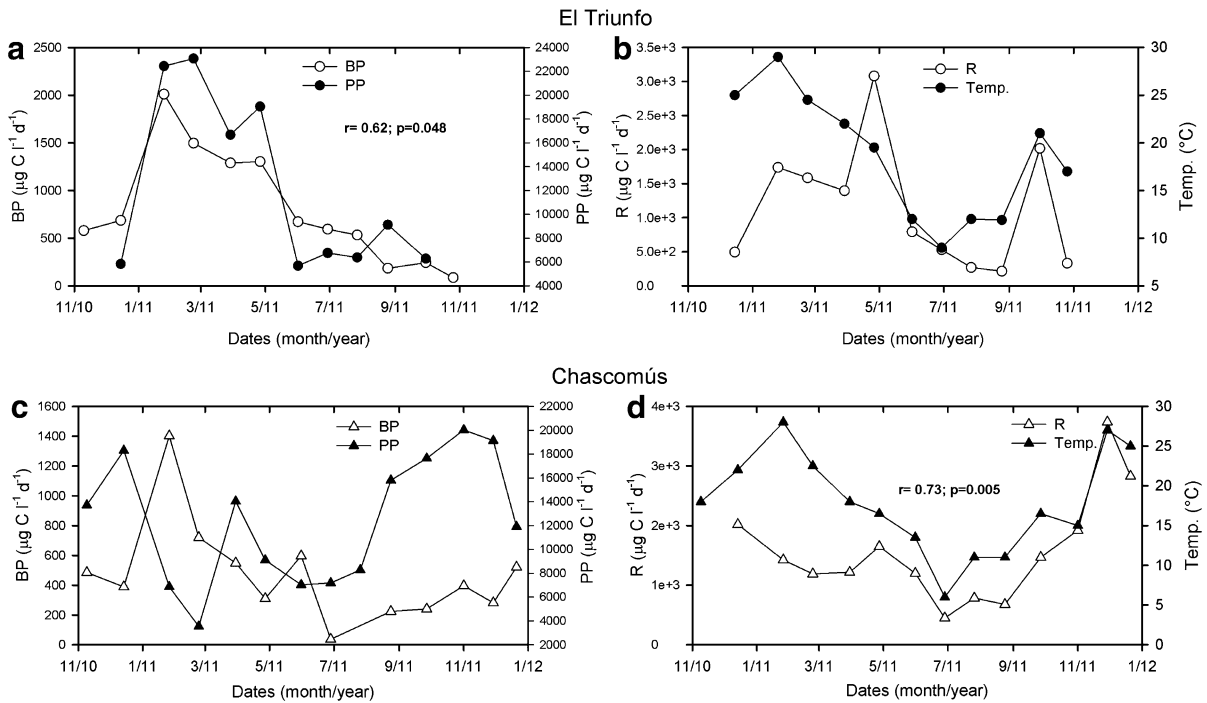 El Triunfo
a
2500
2000
1500
1000
500
0
BP (µg C l⁻¹ d⁻¹)
BP
PP
r= 0.62; p=0.048
24000
22000
20000
18000
16000
14000
12000
10000
8000
6000
4000
PP (µg C l⁻¹ d⁻¹)
11/10 1/11 3/11 5/11 7/11 9/11 11/11 1/12
Dates (month/year)
b
3.5e+3
3.0e+3
2.5e+3
2.0e+3
1.5e+3
1.0e+3
5.0e+2
0.0
R (µg C l⁻¹ d⁻¹)
R
Temp.
30
25
20
15
10
5
Temp. (°C)
11/10 1/11 3/11 5/11 7/11 9/11 11/11 1/12
Dates (month/year)
Chascomús
c
1600
1400
1200
1000
800
600
400
200
0
BP (µg C l⁻¹ d⁻¹)
BP
PP
22000
20000
18000
16000
14000
12000
10000
8000
6000
4000
2000
PP (µg C l⁻¹ d⁻¹)
11/10 1/11 3/11 5/11 7/11 9/11 11/11 1/12
Dates (month/year)
d
4e+3
3e+3
2e+3
1e+3
0
R (µg C l⁻¹ d⁻¹)
R
Temp.
r= 0.73; p=0.005
30
25
20
15
10
5
0
Temp. (°C)
11/10 1/11 3/11 5/11 7/11 9/11 11/11 1/12
Dates (month/year)